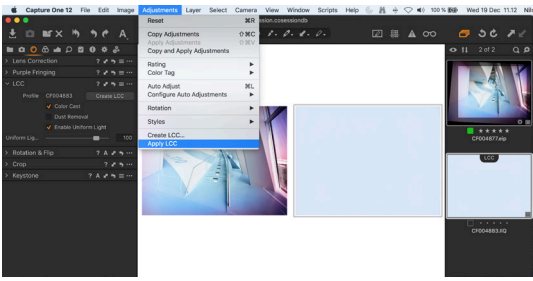 Capture One 12 File Edit Image Adjustments Layer Select Camera View Window Scripts Help 100 % Wed 19 Dec 11.12
ssion.cosessiondb
Reset ⌘R
Copy Adjustments ⇧⌘C
Apply Adjustments ⇧⌘V
Copy and Apply Adjustments
Rating
Color Tag
Auto Adjust ⌘L
Configure Auto Adjustments
Rotation
Styles
Create LCC...
Apply LCC
2 of 2
Lens Correction
Purple Fringing
LCC
Profile CF004883 Create LCC
Color Cast
Dust Removal
Enable Uniform Light
Uniform Lig... 100
Rotation & Flip
Crop
Keystone
CF004877.eip
LCC
CF004883.IIQ